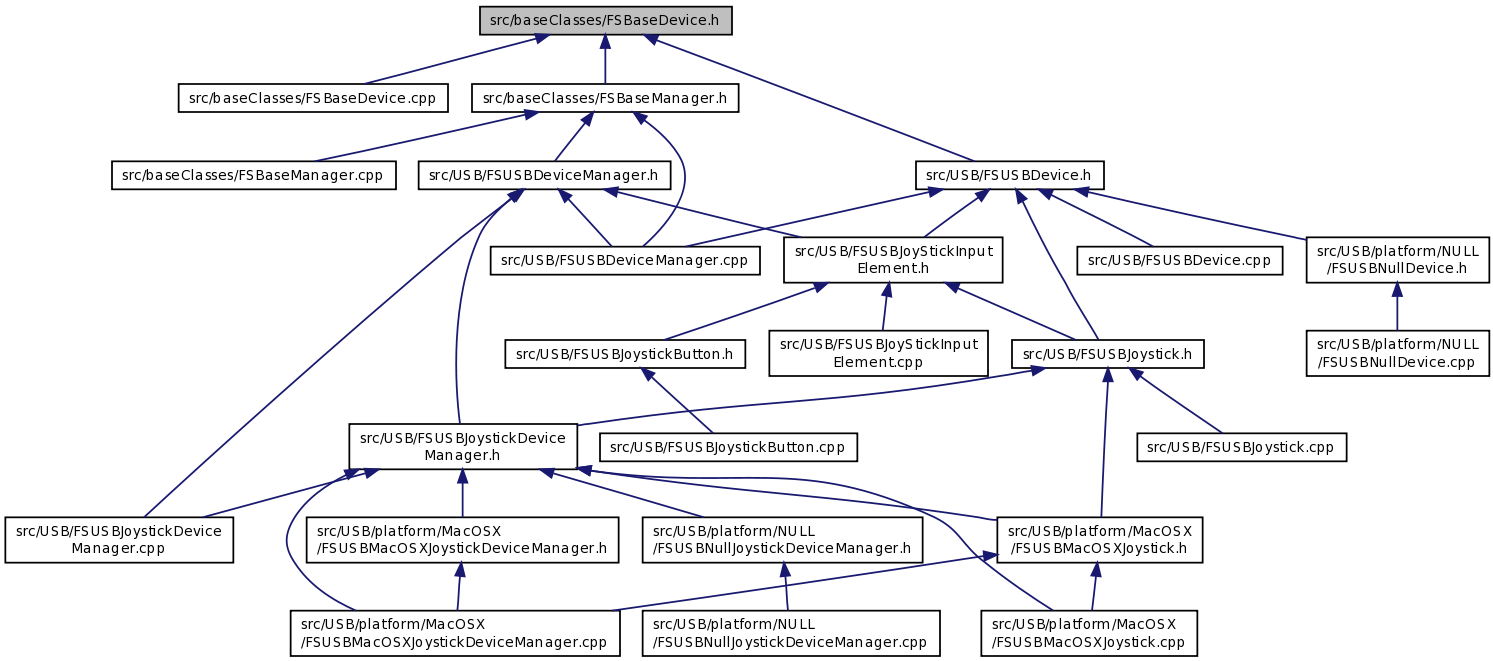 src/baseClasses/FSBaseDevice.h
src/baseClasses/FSBaseDevice.cpp
src/baseClasses/FSBaseManager.h
src/baseClasses/FSBaseManager.cpp
src/USB/FSUSBDeviceManager.h
src/USB/FSUSBDevice.h
src/USB/FSUSBDeviceManager.cpp
src/USB/FSUSBJoyStickInput
Element.h
src/USB/FSUSBDevice.cpp
src/USB/platform/NULL
/FSUSBNullDevice.h
src/USB/FSUSBJoystickButton.h
src/USB/FSUSBJoyStickInput
Element.cpp
src/USB/FSUSBJoystick.h
src/USB/platform/NULL
/FSUSBNullDevice.cpp
src/USB/FSUSBJoystickDevice
Manager.h
src/USB/FSUSBJoystickButton.cpp
src/USB/FSUSBJoystick.cpp
src/USB/FSUSBJoystickDevice
Manager.cpp
src/USB/platform/MacOSX
/FSUSBMacOSXJoystickDeviceManager.h
src/USB/platform/NULL
/FSUSBNullJoystickDeviceManager.h
src/USB/platform/MacOSX
/FSUSBMacOSXJoystick.h
src/USB/platform/MacOSX
/FSUSBMacOSXJoystickDeviceManager.cpp
src/USB/platform/NULL
/FSUSBNullJoystickDeviceManager.cpp
src/USB/platform/MacOSX
/FSUSBMacOSXJoystick.cpp